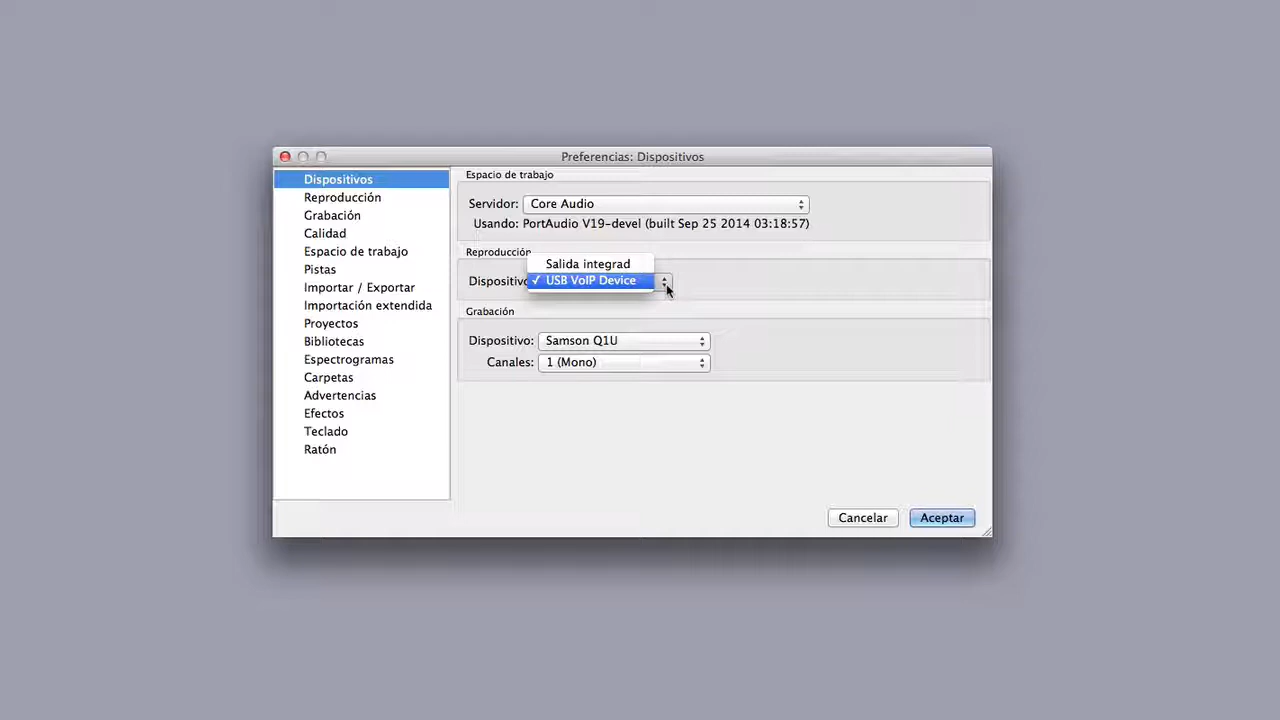 Preferencias: Dispositivos
Dispositivos
Reproducción
Grabación
Calidad
Espacio de trabajo
Pistas
Importar / Exportar
Importación extendida
Proyectos
Bibliotecas
Espectrogramas
Carpetas
Advertencias
Efectos
Teclado
Ratón
Espacio de trabajo
Servidor: Core Audio
Usando: PortAudio V19-devel (built Sep 25 2014 03:18:57)
Reproducción
Salida integrad
Dispositivo ✓ USB VoIP Device
Grabación
Dispositivo: Samson Q1U
Canales: 1 (Mono)
Cancelar Aceptar